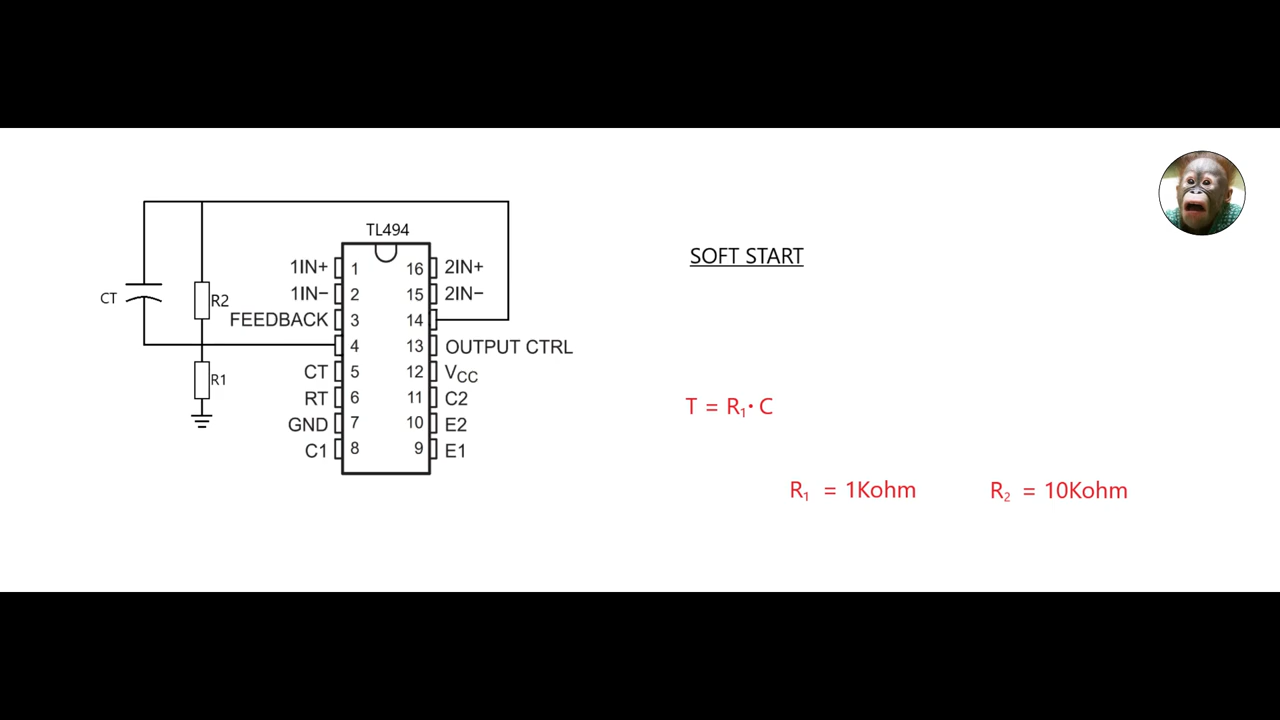 TL494
SOFT START
1IN+ 1 16 2IN+
1IN− 2 15 2IN−
CT
R2
FEEDBACK 3 14
4 13 OUTPUT CTRL
R1
CT 5 12 VCC
RT 6 11 C2
GND 7 10 E2
C1 8 9 E1
T = R1· C
R1 = 1Kohm R2 = 10Kohm